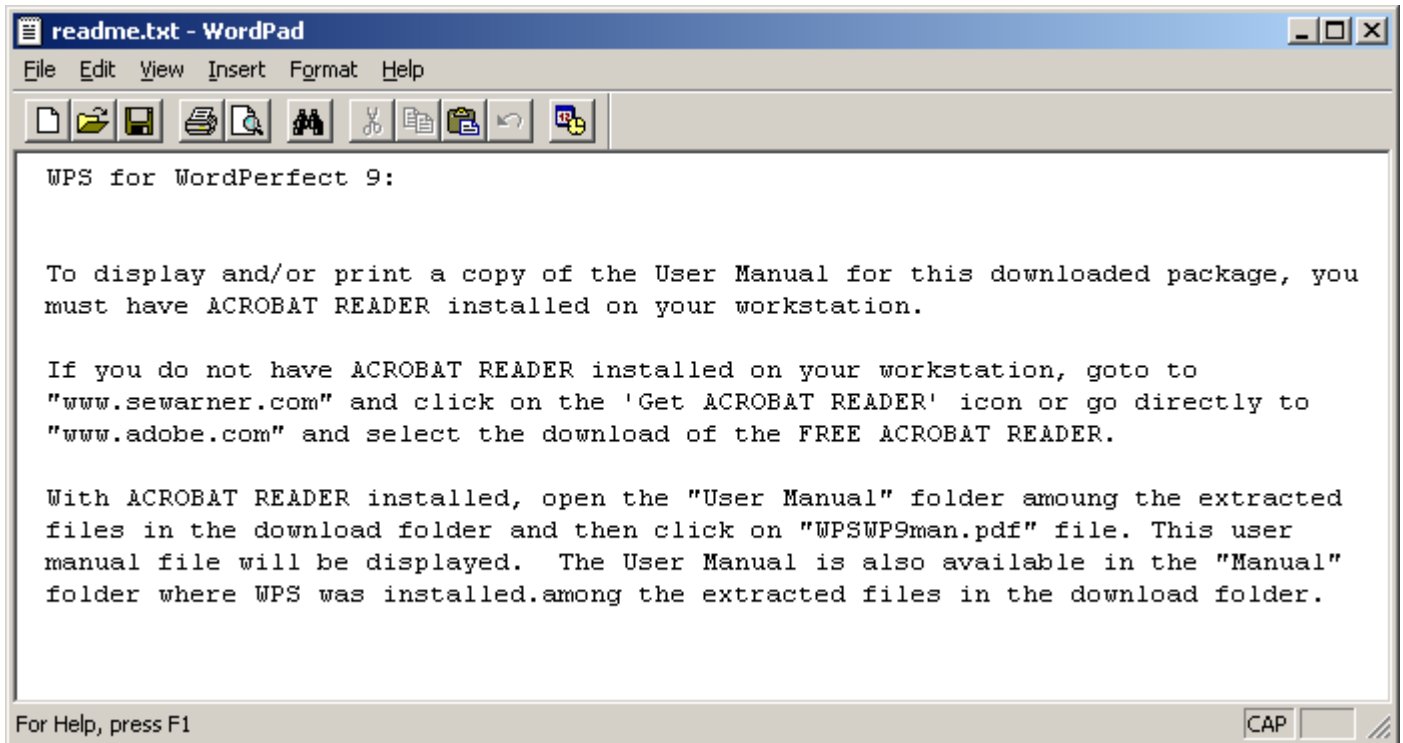 readme.txt - WordPad
File Edit View Insert Format Help
WPS for WordPerfect 9:
To display and/or print a copy of the User Manual for this downloaded package, you
must have ACROBAT READER installed on your workstation.
If you do not have ACROBAT READER installed on your workstation, goto to
"www.sewarner.com" and click on the 'Get ACROBAT READER' icon or go directly to
"www.adobe.com" and select the download of the FREE ACROBAT READER.
With ACROBAT READER installed, open the "User Manual" folder amoung the extracted
files in the download folder and then click on "WPSWP9man.pdf" file. This user
manual file will be displayed.  The User Manual is also available in the "Manual"
folder where WPS was installed.among the extracted files in the download folder.
For Help, press F1 CAP